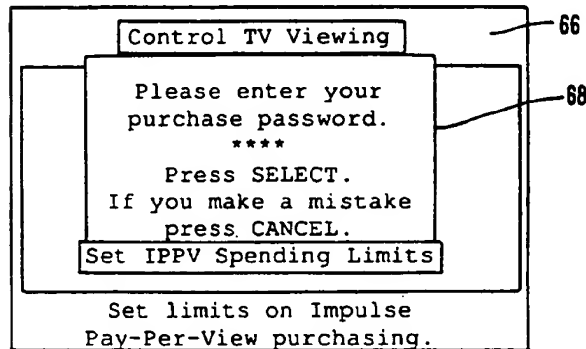 Control TV Viewing
66
Please enter your
purchase password.
****
68
Press SELECT.
If you make a mistake
press CANCEL.
Set IPPV Spending Limits
Set limits on Impulse
Pay-Per-View purchasing.